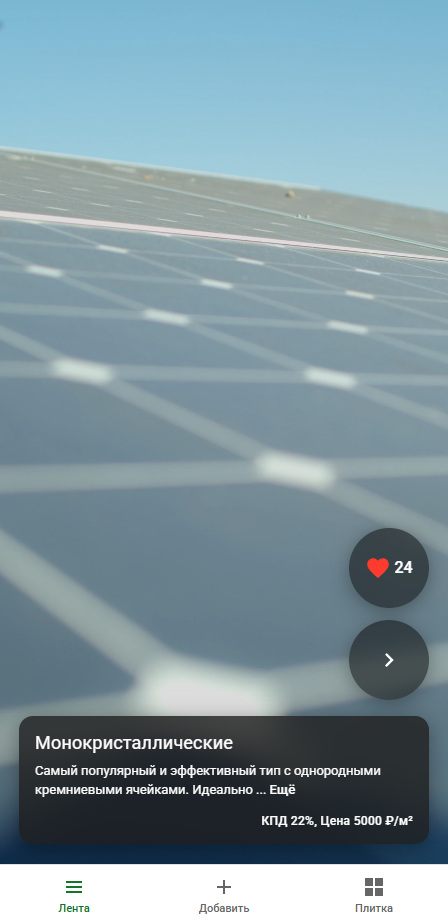 24
Монокристаллические
Самый популярный и эффективный тип с однородными
кремниевыми ячейками. Идеально ... Ещё
КПД 22%, Цена 5000 ₽/м²
Лента
Добавить
Плитка